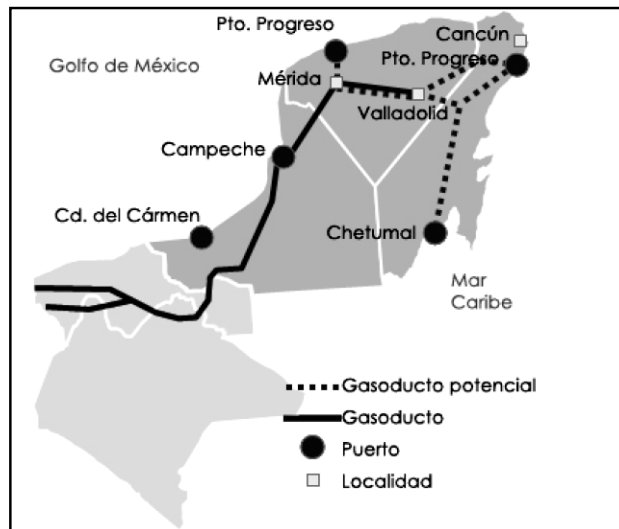 Pto. Progreso
Cancún
Golfo de México
Pto. Progreso
Mérida
Valladolid
Campeche
Cd. del Cármen
Chetumal
Mar
Caribe
Gasoducto potencial
Gasoducto
Puerto
Localidad